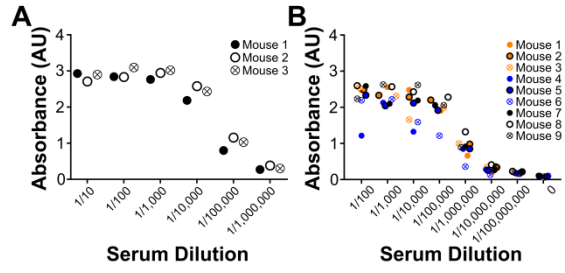 A
B
Absorbance (AU)
4
3
2
1
0
Mouse 1
Mouse 2
Mouse 3
1/10
1/100
1/1,000
1/10,000
1/100,000
1/1,000,000
Serum Dilution
Absorbance (AU)
4
3
2
1
0
Mouse 1
Mouse 2
Mouse 3
Mouse 4
Mouse 5
Mouse 6
Mouse 7
Mouse 8
Mouse 9
1/100
1/1,000
1/10,000
1/100,000
1/1,000,000
1/10,000,000
1/100,000,000
0
Serum Dilution